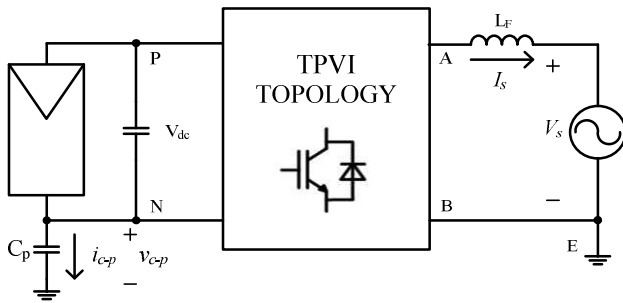 P
TPVI
TOPOLOGY
A
L_F
I_s
+
V_dc
V_s
N
B
−
C_p
i_c-p
+
v_c-p
−
E